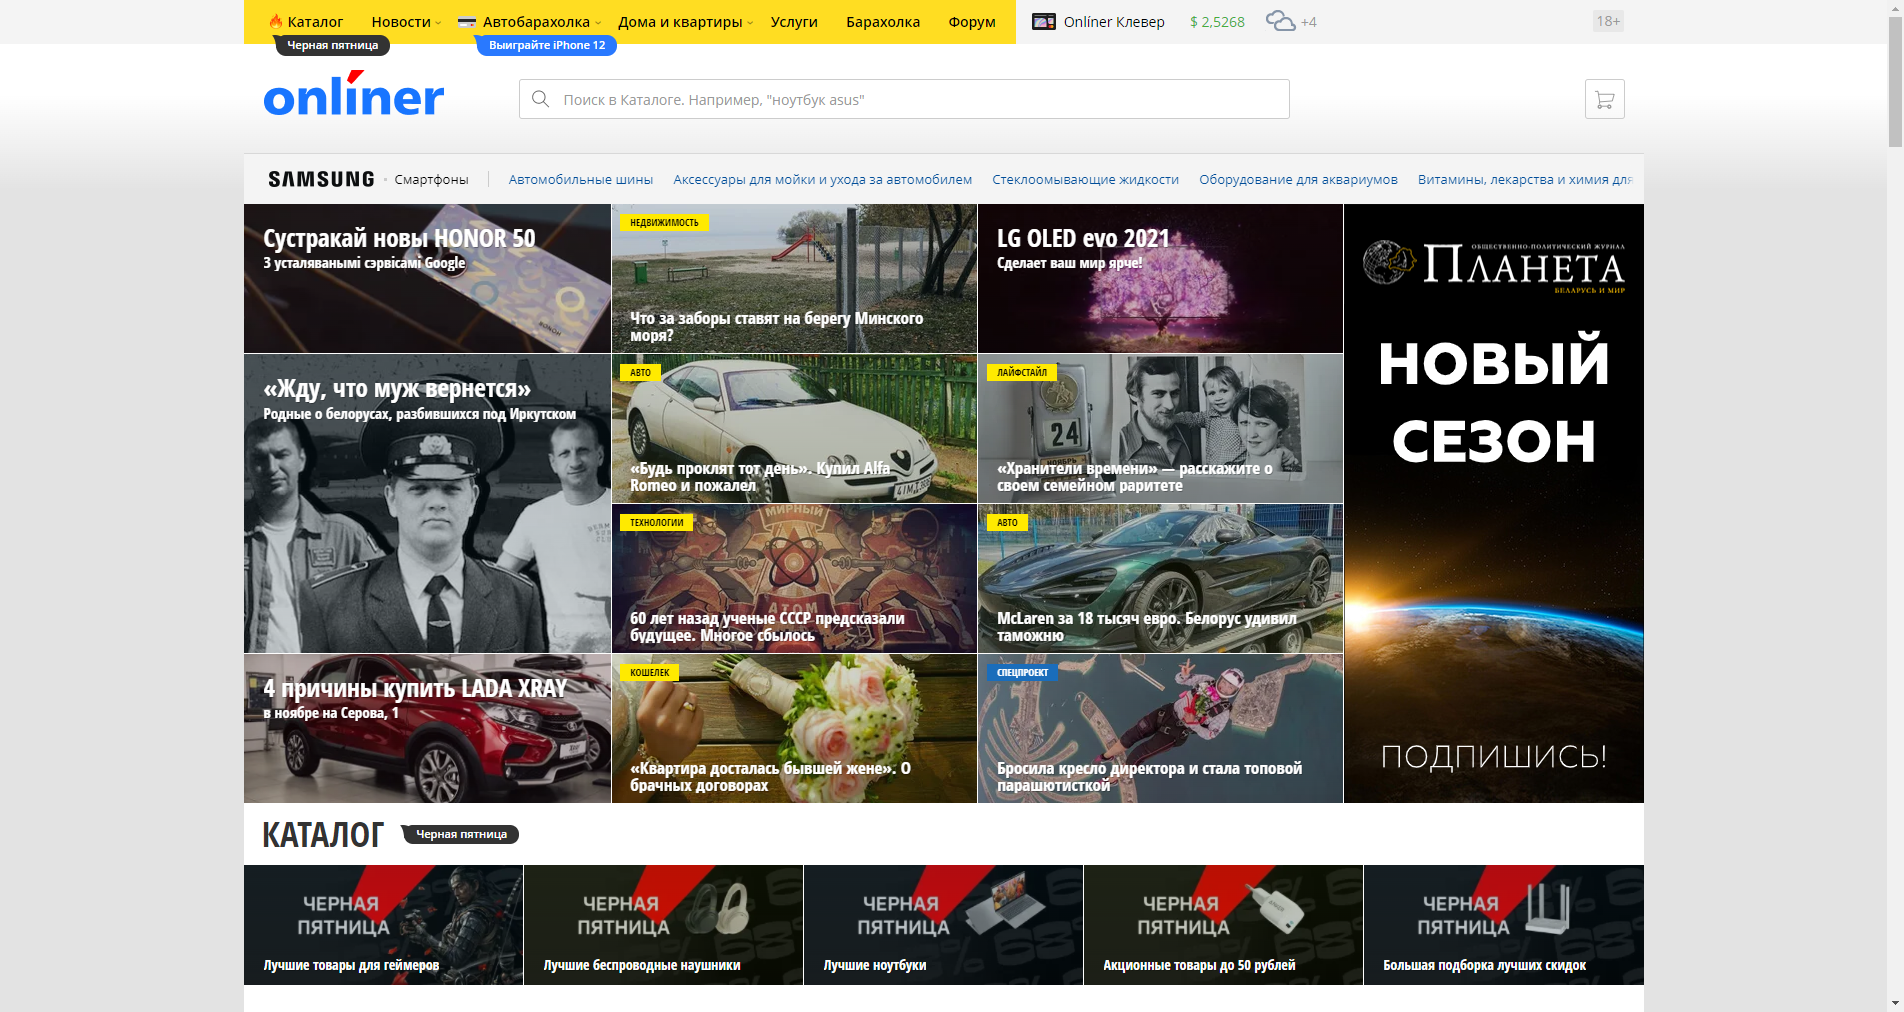 Каталог
Новости
Автобарахолка
Дома и квартиры
Услуги
Барахолка
Форум
Onlíner Клевер
$ 2,5268
+4
18+
Черная пятница
Выиграйте iPhone 12
onlíner
Поиск в Каталоге. Например, "ноутбук asus"
SAMSUNG
Смартфоны
Автомобильные шины
Аксессуары для мойки и ухода за автомобилем
Стеклоомывающие жидкости
Оборудование для аквариумов
Витамины, лекарства и химия для
Сустракай новы HONOR 50
З усталяванымі сэрвісамі Google
НЕДВИЖИМОСТЬ
Что за заборы ставят на берегу Минского
моря?
LG OLED evo 2021
Сделает ваш мир ярче!
ОБЩЕСТВЕННО-ПОЛИТИЧЕСКИЙ ЖУРНАЛ
ПЛАНЕТА
БЕЛАРУСЬ И МИР
НОВЫЙ
СЕЗОН
ПОДПИШИСЬ!
«Жду, что муж вернется»
Родные о белорусах, разбившихся под Иркутском
АВТО
«Будь проклят тот день». Купил Alfa
Romeo и пожалел
ЛАЙФСТАЙЛ
24
НОЯБРЬ
«Хранители времени» — расскажите о
своем семейном раритете
ТЕХНОЛОГИИ
МИРНЫЙ
АТОМ
60 лет назад ученые СССР предсказали
будущее. Многое сбылось
АВТО
McLaren за 18 тысяч евро. Белорус удивил
таможню
4 причины купить LADA XRAY
в ноябре на Серова, 1
КОШЕЛЕК
«Квартира досталась бывшей жене». О
брачных договорах
СПЕЦПРОЕКТ
Бросила кресло директора и стала топовой
парашютисткой
КАТАЛОГ
Черная пятница
ЧЕРНАЯ
ПЯТНИЦА
Лучшие товары для геймеров
ЧЕРНАЯ
ПЯТНИЦА
Лучшие беспроводные наушники
ЧЕРНАЯ
ПЯТНИЦА
Лучшие ноутбуки
ЧЕРНАЯ
ПЯТНИЦА
Акционные товары до 50 рублей
ЧЕРНАЯ
ПЯТНИЦА
Большая подборка лучших скидок